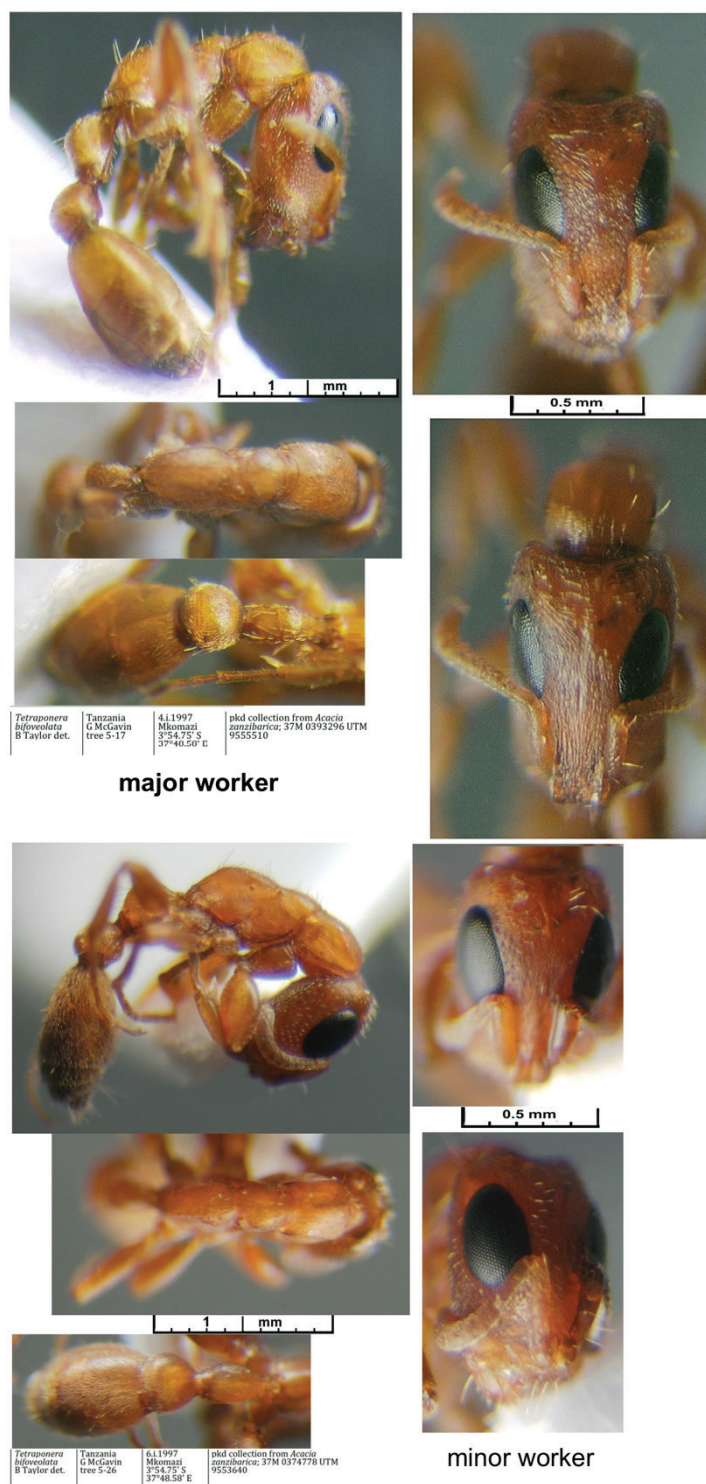 1 mm
0.5 mm
Tetraponera Tanzania 4.i.1997 pkd collection from Acacia
bifoveolata G McGavin Mkomazi zanzibarica; 37M 0393296 UTM
B Taylor det. tree 5-17 3°54.75' S 9555510
37°40.50' E
major worker
0.5 mm
1 mm
Tetraponera Tanzania 6.i.1997 pkd collection from Acacia
bifoveolata G McGavin Mkomazi zanzibarica; 37M 0374778 UTM
B Taylor det. tree 5-26 3°54.75' S 9553640
37°48.58' E
minor worker